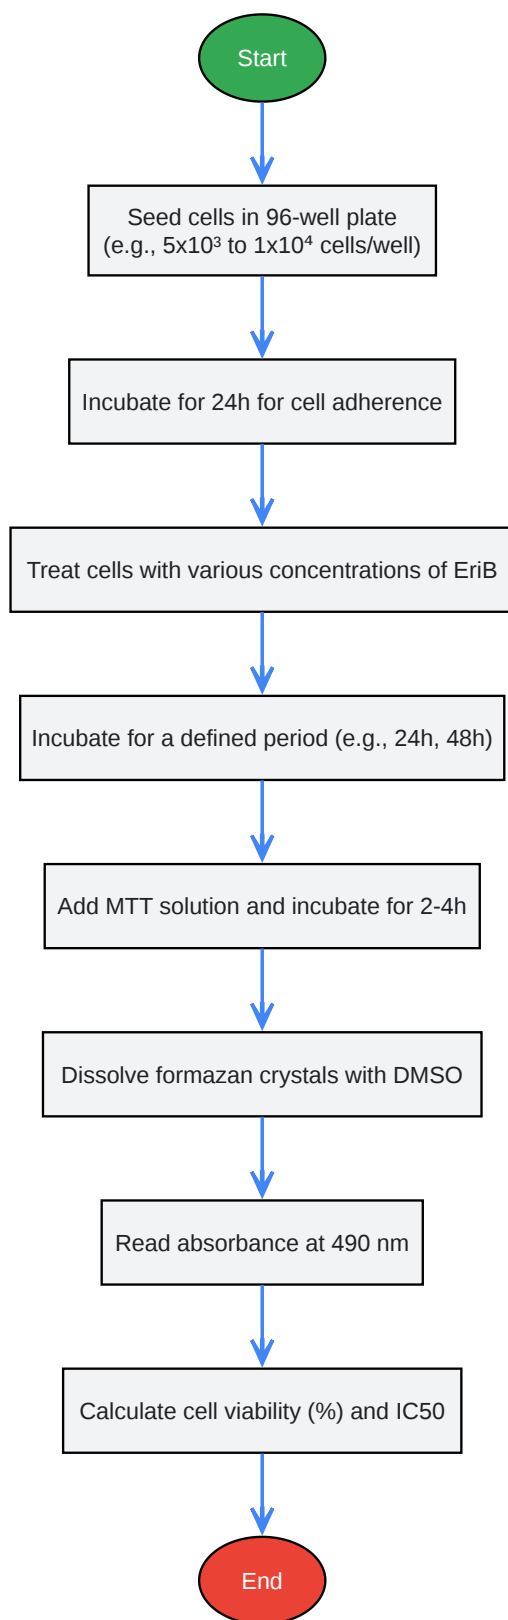 Start
Seed cells in 96-well plate
(e.g., 5x10³ to 1x10⁴ cells/well)
Incubate for 24h for cell adherence
Treat cells with various concentrations of EriB
Incubate for a defined period (e.g., 24h, 48h)
Add MTT solution and incubate for 2-4h
Dissolve formazan crystals with DMSO
Read absorbance at 490 nm
Calculate cell viability (%) and IC50
End